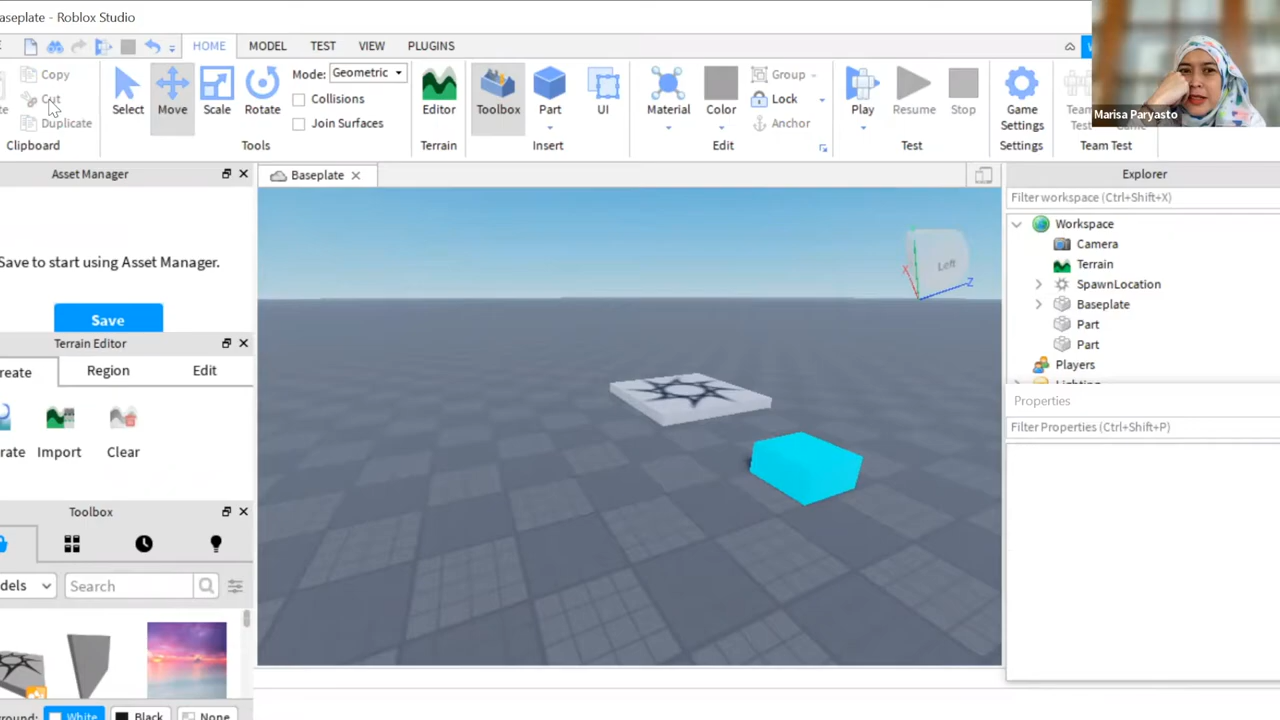 aseplate - Roblox Studio
HOME MODEL TEST VIEW PLUGINS
Copy
Cut
Duplicate
Clipboard
Select Move Scale Rotate
Mode: Geometric
Collisions
Join Surfaces
Tools
Editor
Terrain
Toolbox Part UI
Insert
Material Color
Group
Lock
Anchor
Edit
Play Resume Stop
Test
Game
Settings
Settings
Team
Test
Team Test
Marisa Paryasto
Asset Manager
Save to start using Asset Manager.
Save
Terrain Editor
reate Region Edit
rate Import Clear
Toolbox
dels Search
White Black None
Baseplate
Left
X
Z
Explorer
Filter workspace (Ctrl+Shift+X)
Workspace
Camera
Terrain
SpawnLocation
Baseplate
Part
Part
Players
Lighting
Properties
Filter Properties (Ctrl+Shift+P)